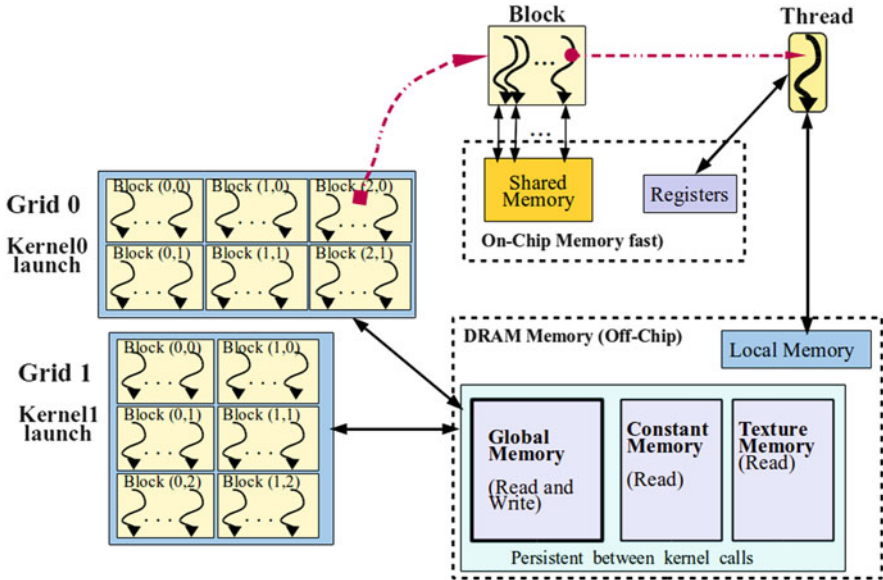 Block
Thread
...
...
Shared
Memory
Registers
On-Chip Memory fast)
Grid 0
Kernel0
launch
Block (0,0)
Block (1,0)
Block (2,0)
Block (0,1)
Block (1,1)
Block (2,1)
Grid 1
Kernel1
launch
Block (0,0)
Block (1,0)
Block (0,1)
Block (1,1)
Block (0,2)
Block (1,2)
DRAM Memory (Off-Chip)
Local Memory
Global
Memory
(Read and
Write)
Constant
Memory
(Read)
Texture
Memory
(Read)
Persistent between kernel calls